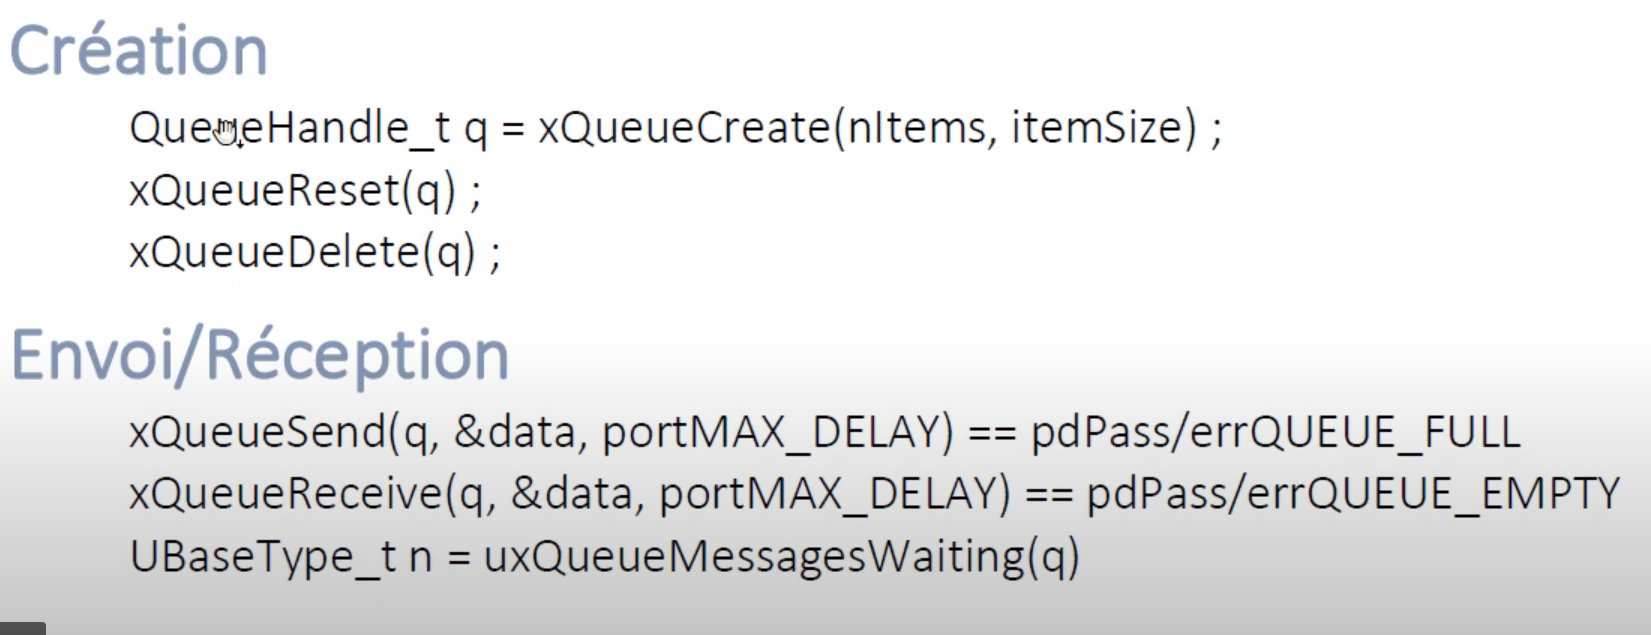 Création
QueueHandle_t q = xQueueCreate(nItems, itemSize) ;
xQueueReset(q) ;
xQueueDelete(q) ;
Envoi/Réception
xQueueSend(q, &data, portMAX_DELAY) == pdPass/errQUEUE_FULL
xQueueReceive(q, &data, portMAX_DELAY) == pdPass/errQUEUE_EMPTY
UBaseType_t n = uxQueueMessagesWaiting(q)